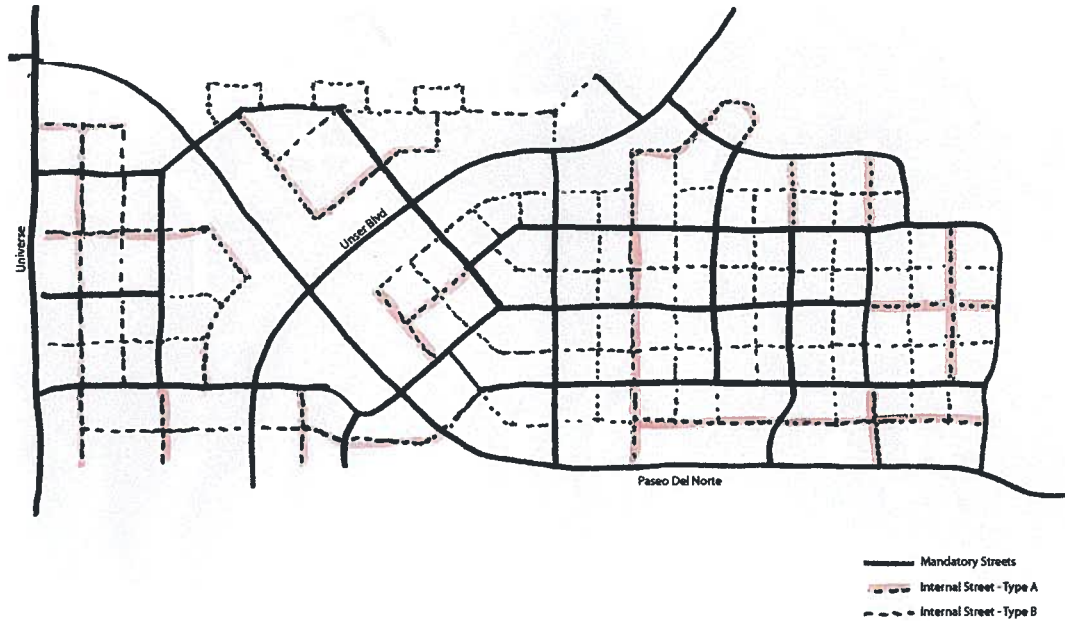 Universe
Unser Blvd
Paseo Del Norte
Mandatory Streets
Internal Street - Type A
Internal Street - Type B